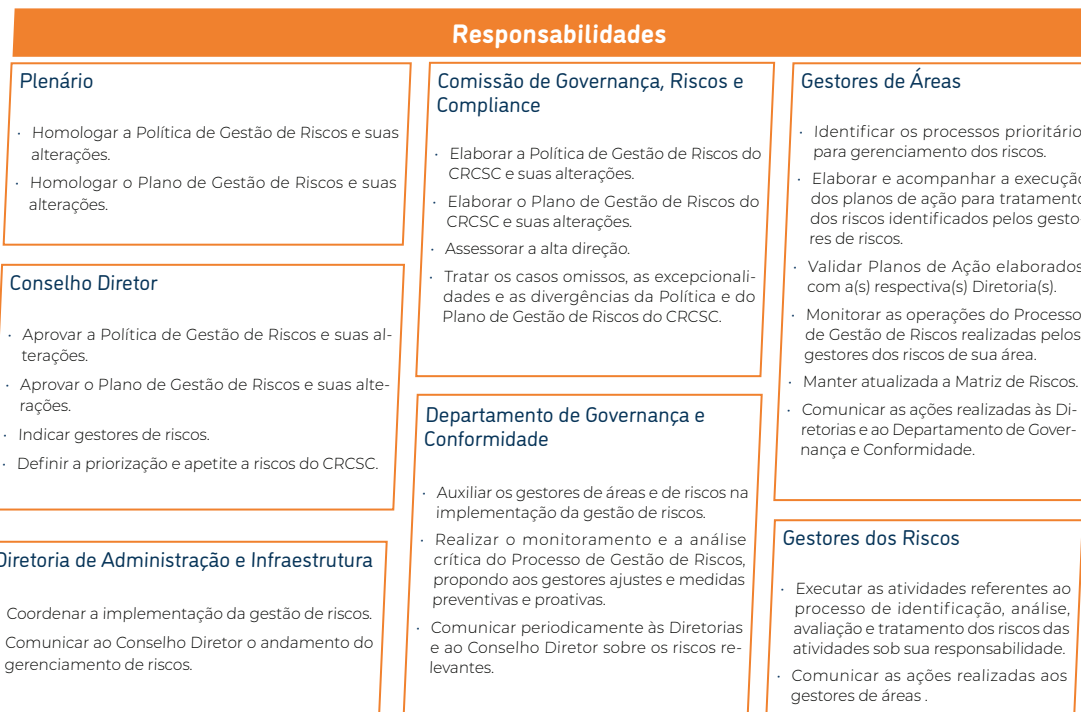 Responsabilidades
Plenário
· Homologar a Política de Gestão de Riscos e suas
alterações.
· Homologar o Plano de Gestão de Riscos e suas
alterações.
Conselho Diretor
· Aprovar a Política de Gestão de Riscos e suas al-
terações.
· Aprovar o Plano de Gestão de Riscos e suas alte-
rações.
· Indicar gestores de riscos.
· Definir a priorização e apetite a riscos do CRCSC.
Diretoria de Administração e Infraestrutura
Coordenar a implementação da gestão de riscos.
Comunicar ao Conselho Diretor o andamento do
gerenciamento de riscos.
Comissão de Governança, Riscos e
Compliance
· Elaborar a Política de Gestão de Riscos do
CRCSC e suas alterações.
· Elaborar o Plano de Gestão de Riscos do
CRCSC e suas alterações.
· Assessorar a alta direção.
· Tratar os casos omissos, as excepcionali-
dades e as divergências da Política e do
Plano de Gestão de Riscos do CRCSC.
Departamento de Governança e
Conformidade
· Auxiliar os gestores de áreas e de riscos na
implementação da gestão de riscos.
· Realizar o monitoramento e a análise
crítica do Processo de Gestão de Riscos,
propondo aos gestores ajustes e medidas
preventivas e proativas.
· Comunicar periodicamente às Diretorias
e ao Conselho Diretor sobre os riscos re-
levantes.
Gestores de Áreas
· Identificar os processos prioritário
para gerenciamento dos riscos.
· Elaborar e acompanhar a execução
dos planos de ação para tratamento
dos riscos identificados pelos gesto-
res de riscos.
· Validar Planos de Ação elaborados
com a(s) respectiva(s) Diretoria(s).
· Monitorar as operações do Processo
de Gestão de Riscos realizadas pelos
gestores dos riscos de sua área.
· Manter atualizada a Matriz de Riscos.
· Comunicar as ações realizadas às Di-
retorias e ao Departamento de Gover-
nança e Conformidade.
Gestores dos Riscos
· Executar as atividades referentes ao
processo de identificação, análise,
avaliação e tratamento dos riscos das
atividades sob sua responsabilidade.
· Comunicar as ações realizadas aos
gestores de áreas .